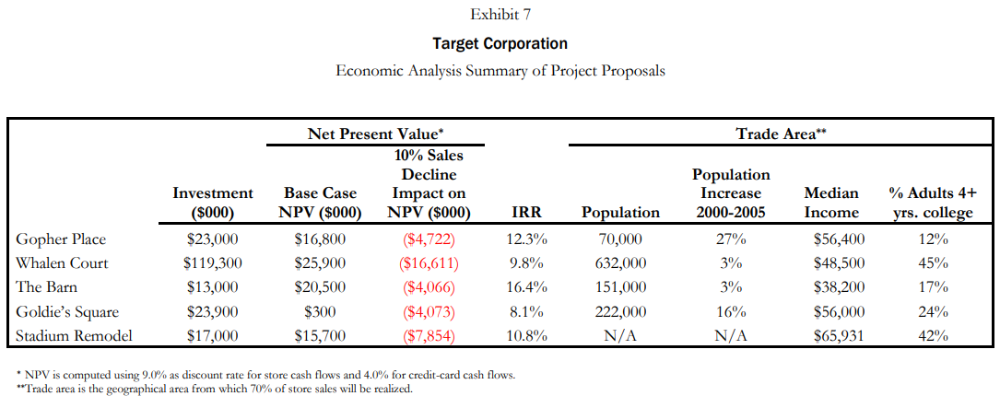 Exhibit 7
Target Corporation
Economic Analysis Summary of Project Proposals
Net Present Value* Trade Area**
Investment ($000) Base Case NPV ($000) 10% Sales Decline Impact on NPV ($000) IRR Population Population Increase 2000-2005 Median Income % Adults 4+ yrs. college
Gopher Place $23,000 $16,800 ($4,722) 12.3% 70,000 27% $56,400 12%
Whalen Court $119,300 $25,900 ($16,611) 9.8% 632,000 3% $48,500 45%
The Barn $13,000 $20,500 ($4,066) 16.4% 151,000 3% $38,200 17%
Goldie's Square $23,900 $300 ($4,073) 8.1% 222,000 16% $56,000 24%
Stadium Remodel $17,000 $15,700 ($7,854) 10.8% N/A N/A $65,931 42%
* NPV is computed using 9.0% as discount rate for store cash flows and 4.0% for credit-card cash flows.
**Trade area is the geographical area from which 70% of store sales will be realized.